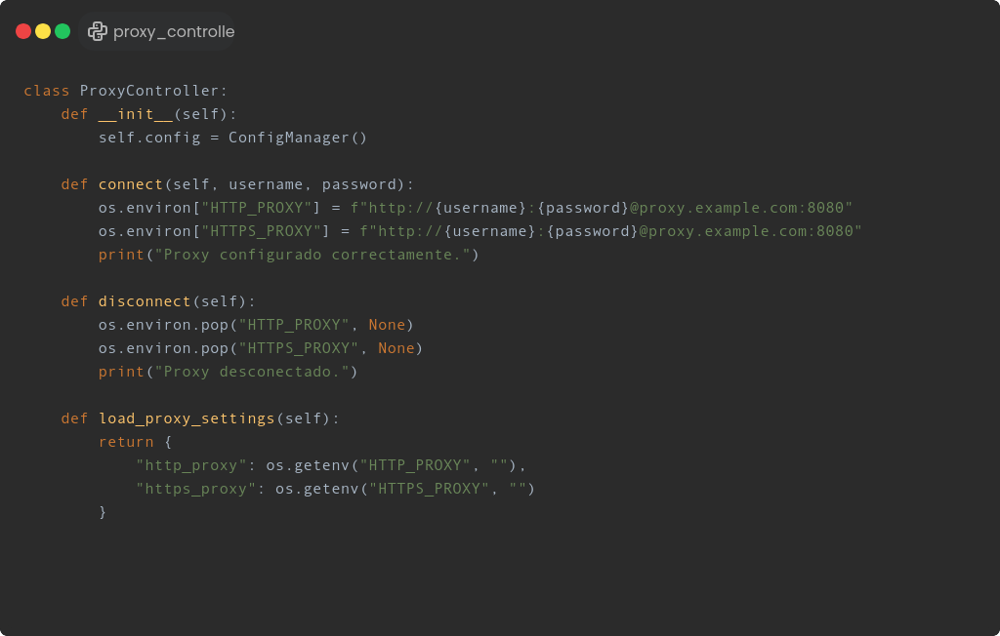 proxy_controlle
class ProxyController:
    def __init__(self):
        self.config = ConfigManager()
    def connect(self, username, password):
        os.environ["HTTP_PROXY"] = f"http://{username}:{password}@proxy.example.com:8080"
        os.environ["HTTPS_PROXY"] = f"http://{username}:{password}@proxy.example.com:8080"
        print("Proxy configurado correctamente.")
    def disconnect(self):
        os.environ.pop("HTTP_PROXY", None)
        os.environ.pop("HTTPS_PROXY", None)
        print("Proxy desconectado.")
    def load_proxy_settings(self):
        return {
            "http_proxy": os.getenv("HTTP_PROXY", ""),
            "https_proxy": os.getenv("HTTPS_PROXY", "")
        }